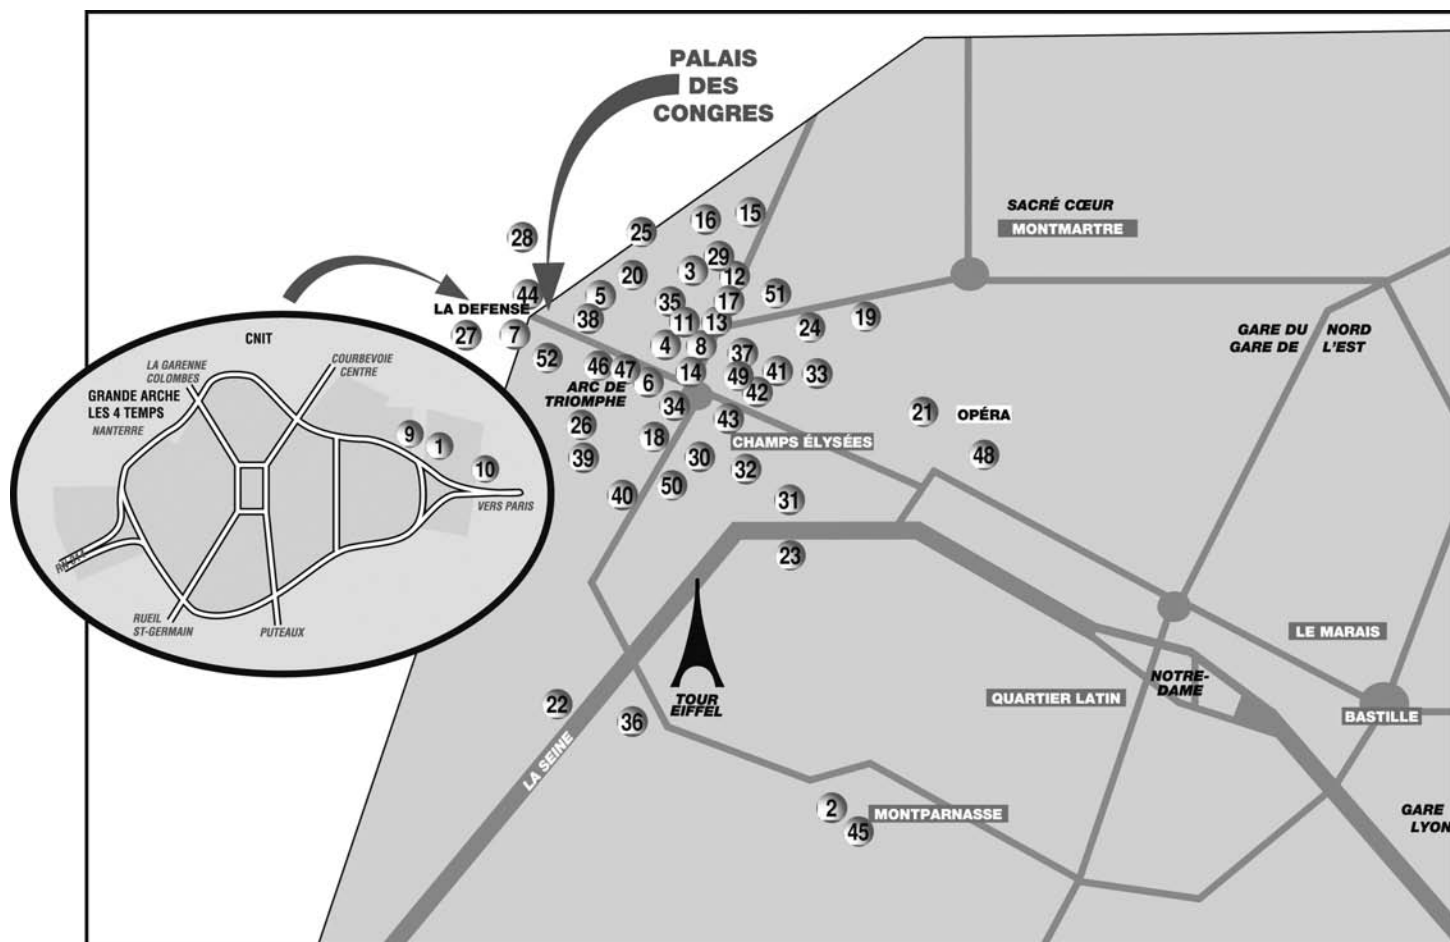 PALAIS
DES
CONGRES
28
25
16
15
29
20
3
12
44
5
35
17
51
LA DEFENSE
38
11
13
24
19
27
7
4
8
37
52
46
47
6
14
49
41
33
ARC DE
TRIOMPHE
42
34
43
26
18
CHAMPS ÉLYSÉES
21
OPÉRA
39
30
32
48
40
50
31
23
SACRÉ CŒUR
MONTMARTRE
GARE DU NORD
GARE DE L'EST
CNIT
LA GARENNE
COLOMBES
COURBEVOIE
CENTRE
GRANDE ARCHE
LES 4 TEMPS
NANTERRE
9
1
10
VERS PARIS
RUEIL
ST-GERMAIN
PUTEAUX
TOUR
EIFFEL
22
36
LA SEINE
LE MARAIS
NOTRE-
DAME
QUARTIER LATIN
BASTILLE
2
45
MONTPARNASSE
GARE
LYON